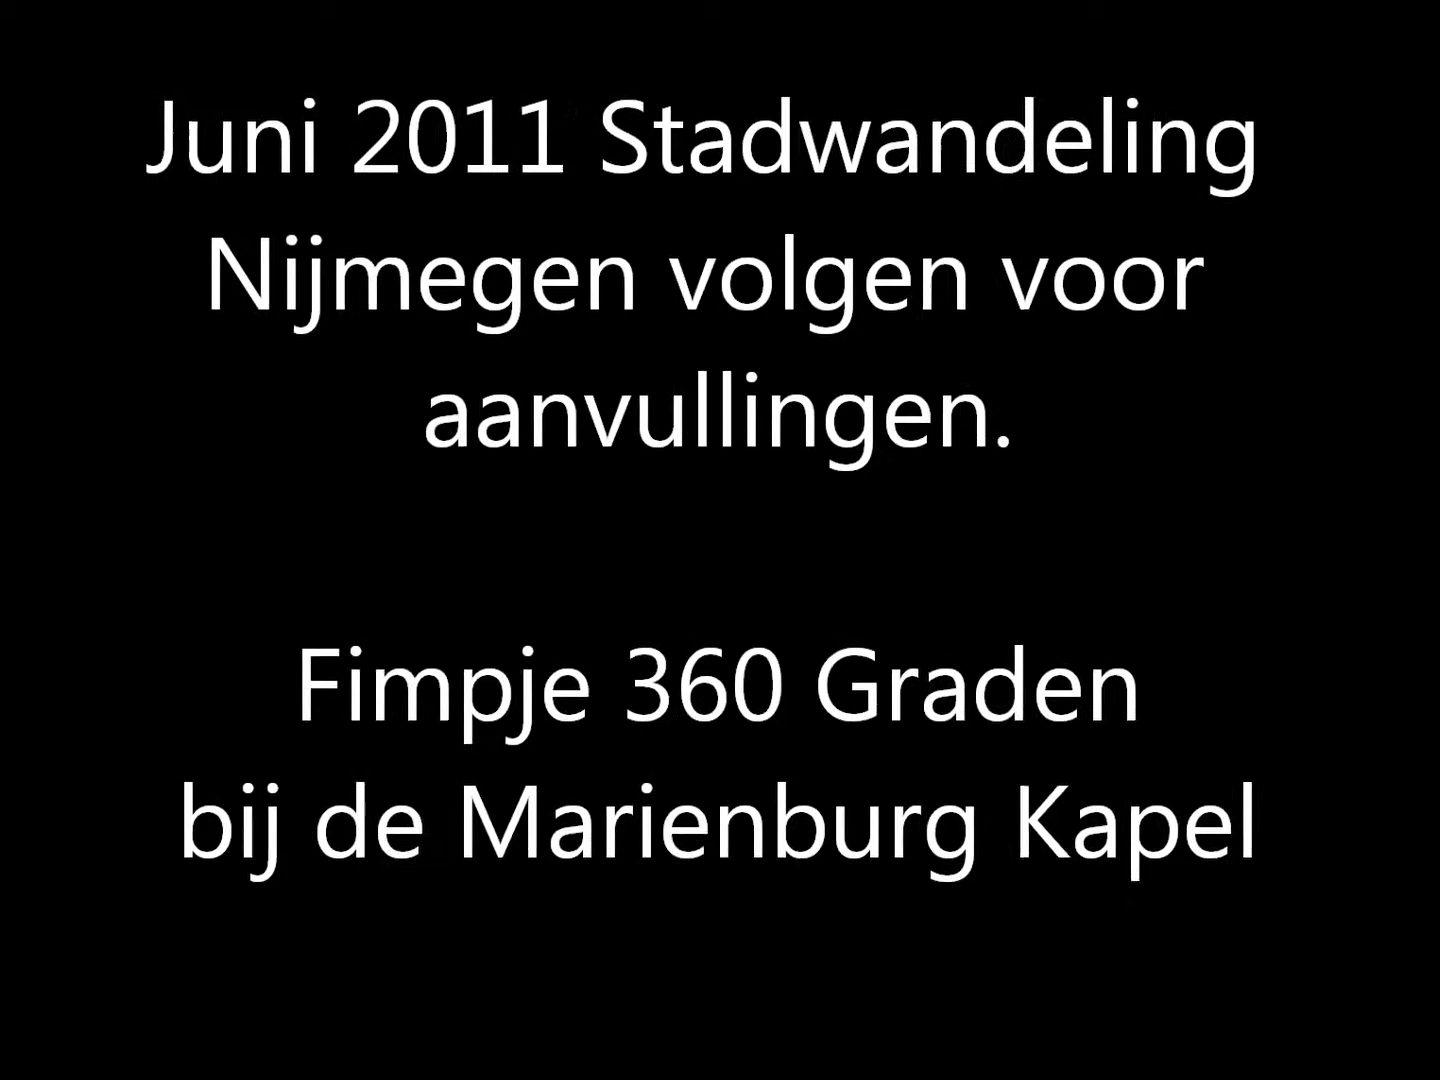 Juni 2011 Stadwandeling
Nijmegen volgen voor
aanvullingen.
Fimpje 360 Graden
bij de Marienburg Kapel